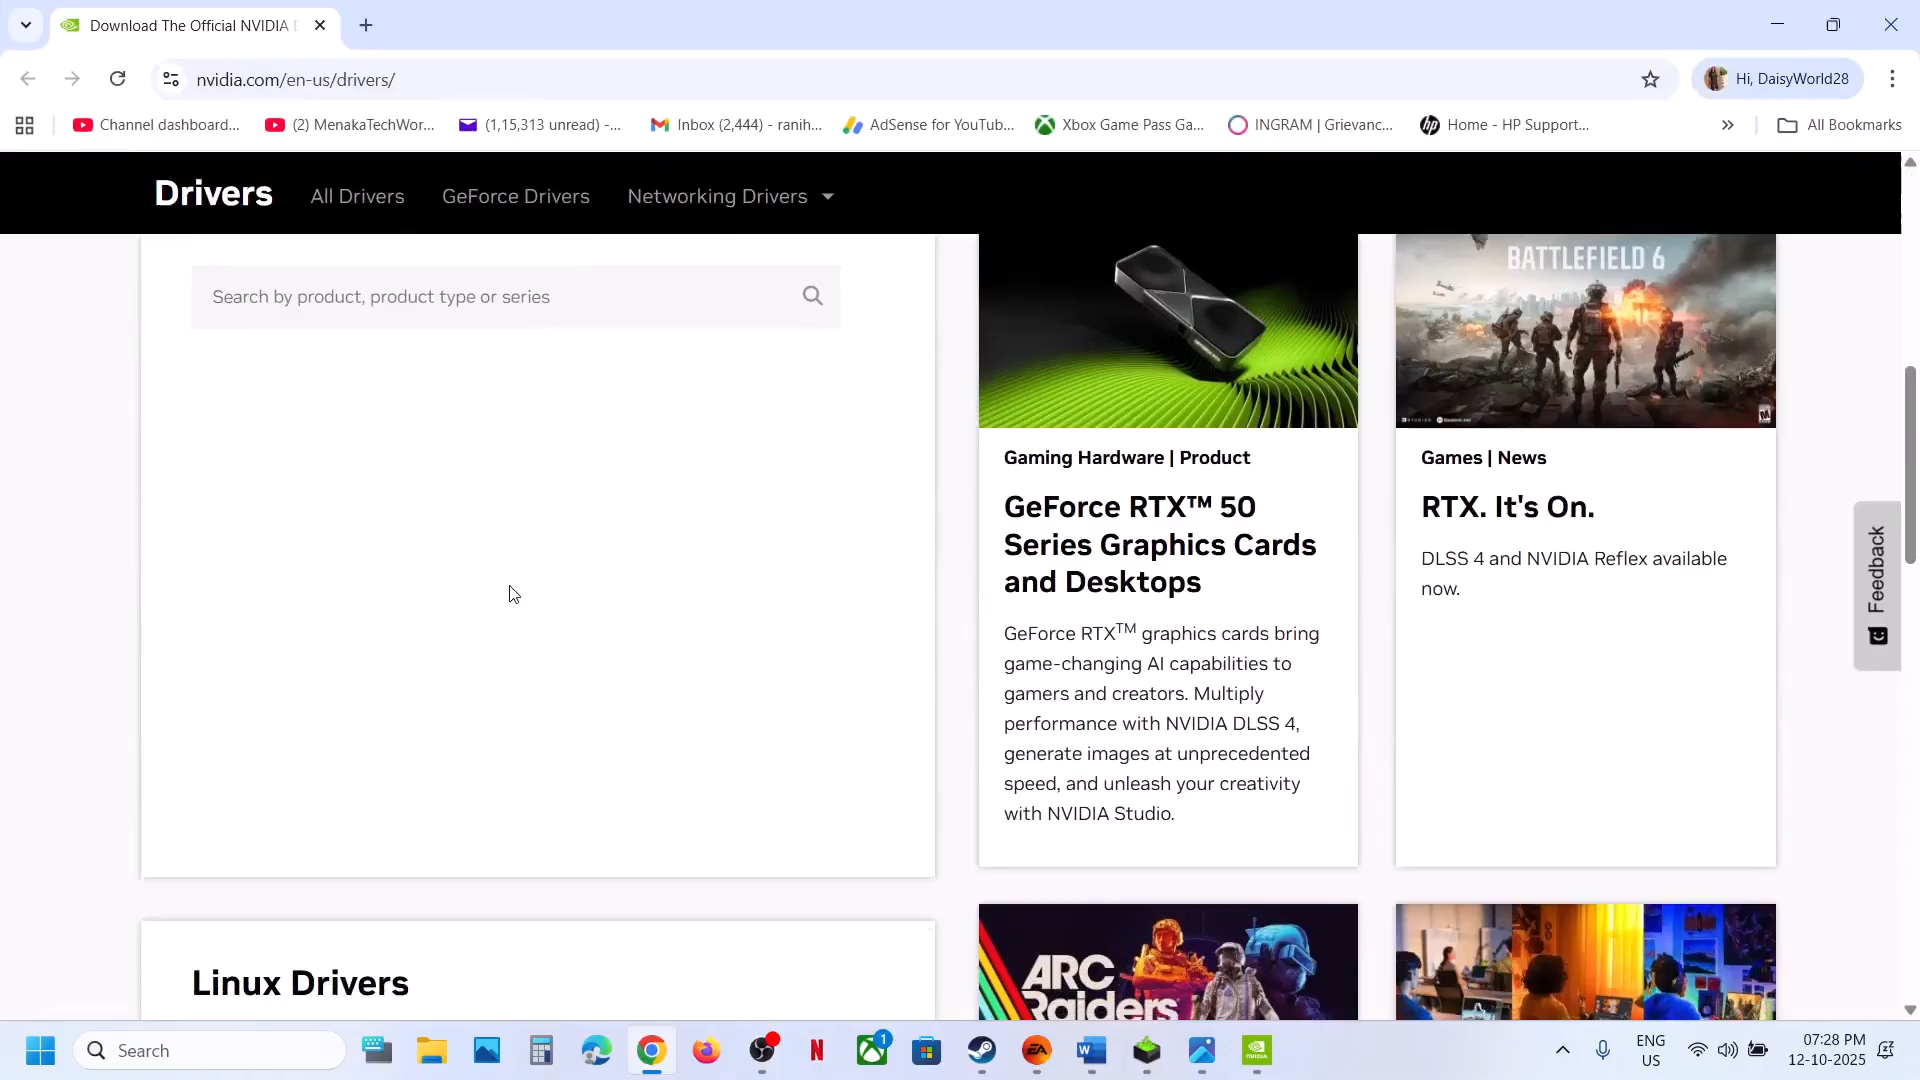 Download The Official NVIDIA D
nvidia.com/en-us/drivers/
Hi, DaisyWorld28
Channel dashboard...
(2) MenakaTechWor...
(1,15,313 unread) -...
Inbox (2,444) - ranih...
AdSense for YouTub...
Xbox Game Pass Ga...
INGRAM | Grievanc...
Home - HP Support...
All Bookmarks
Drivers
All Drivers
GeForce Drivers
Networking Drivers
Search by product, product type or series
Gaming Hardware | Product
GeForce RTX™ 50
Series Graphics Cards
and Desktops
GeForce RTX™ graphics cards bring
game-changing AI capabilities to
gamers and creators. Multiply
performance with NVIDIA DLSS 4,
generate images at unprecedented
speed, and unleash your creativity
with NVIDIA Studio.
BATTLEFIELD 6
Games | News
RTX. It's On.
DLSS 4 and NVIDIA Reflex available
now.
Feedback
Linux Drivers
ARC
Raiders
Search
1
ENG
US
07:28 PM
12-10-2025